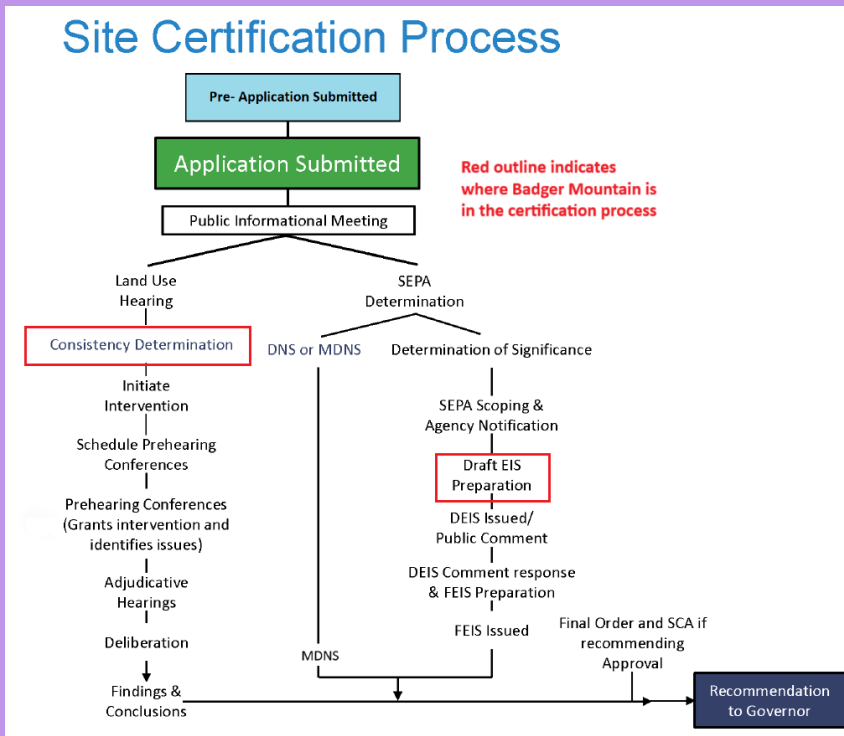 Site Certification Process
Pre- Application Submitted
Application Submitted
Red outline indicates
where Badger Mountain is
in the certification process
Public Informational Meeting
Land Use
Hearing
SEPA
Determination
Consistency Determination
DNS or MDNS
Determination of Significance
Initiate
Intervention
SEPA Scoping &
Agency Notification
Schedule Prehearing
Conferences
Draft EIS
Preparation
Prehearing Conferences
(Grants intervention and
identifies issues)
DEIS Issued/
Public Comment
Adjudicative
Hearings
DEIS Comment response
& FEIS Preparation
Deliberation
MDNS
FEIS Issued
Final Order and SCA if
recommending
Approval
Findings &
Conclusions
Recommendation
to Governor